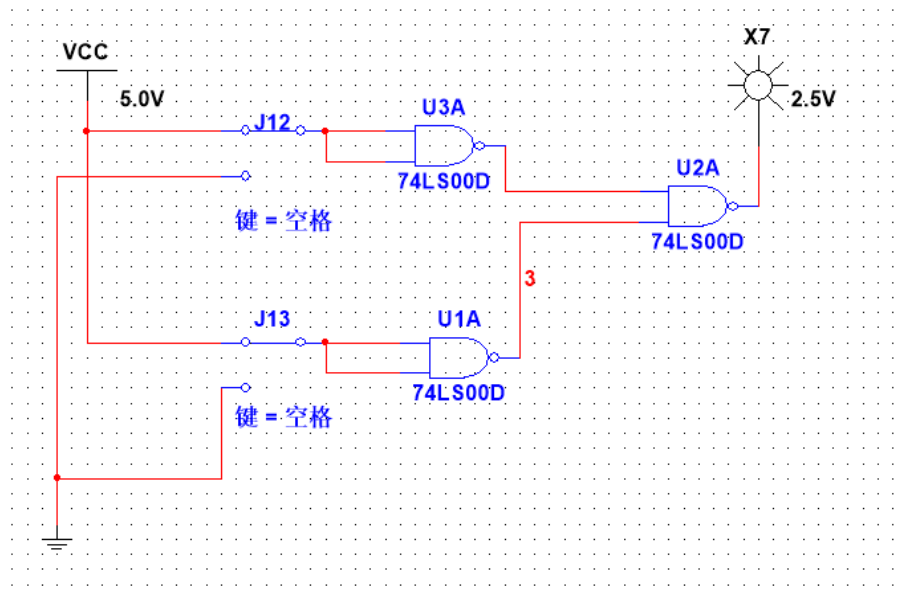 X7
VCC
5.0V
2.5V
U3A
J12
74LS00D
U2A
键 = 空格
74LS00D
3
J13
U1A
74LS00D
键 = 空格